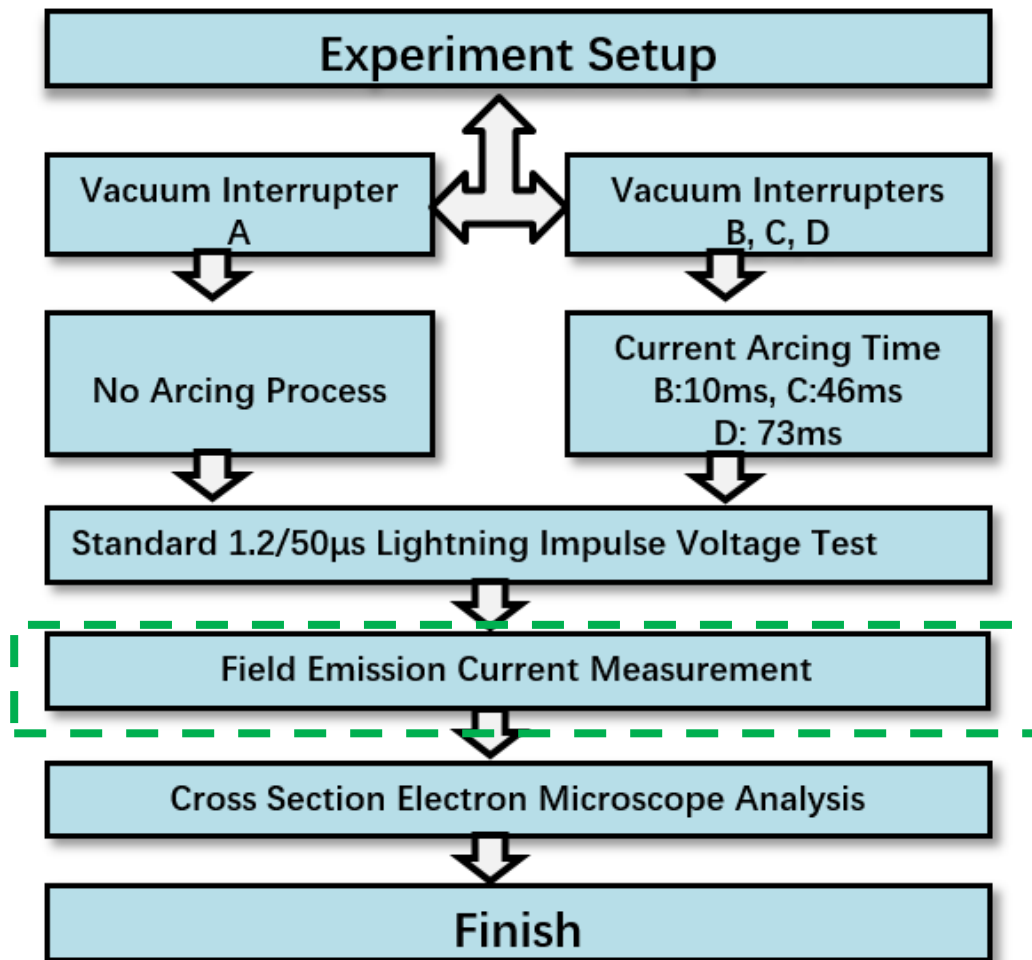 Experiment Setup
Vacuum Interrupter
A
Vacuum Interrupters
B, C, D
No Arcing Process
Current Arcing Time
B:10ms, C:46ms
D: 73ms
Standard 1.2/50μs Lightning Impulse Voltage Test
Field Emission Current Measurement
Cross Section Electron Microscope Analysis
Finish